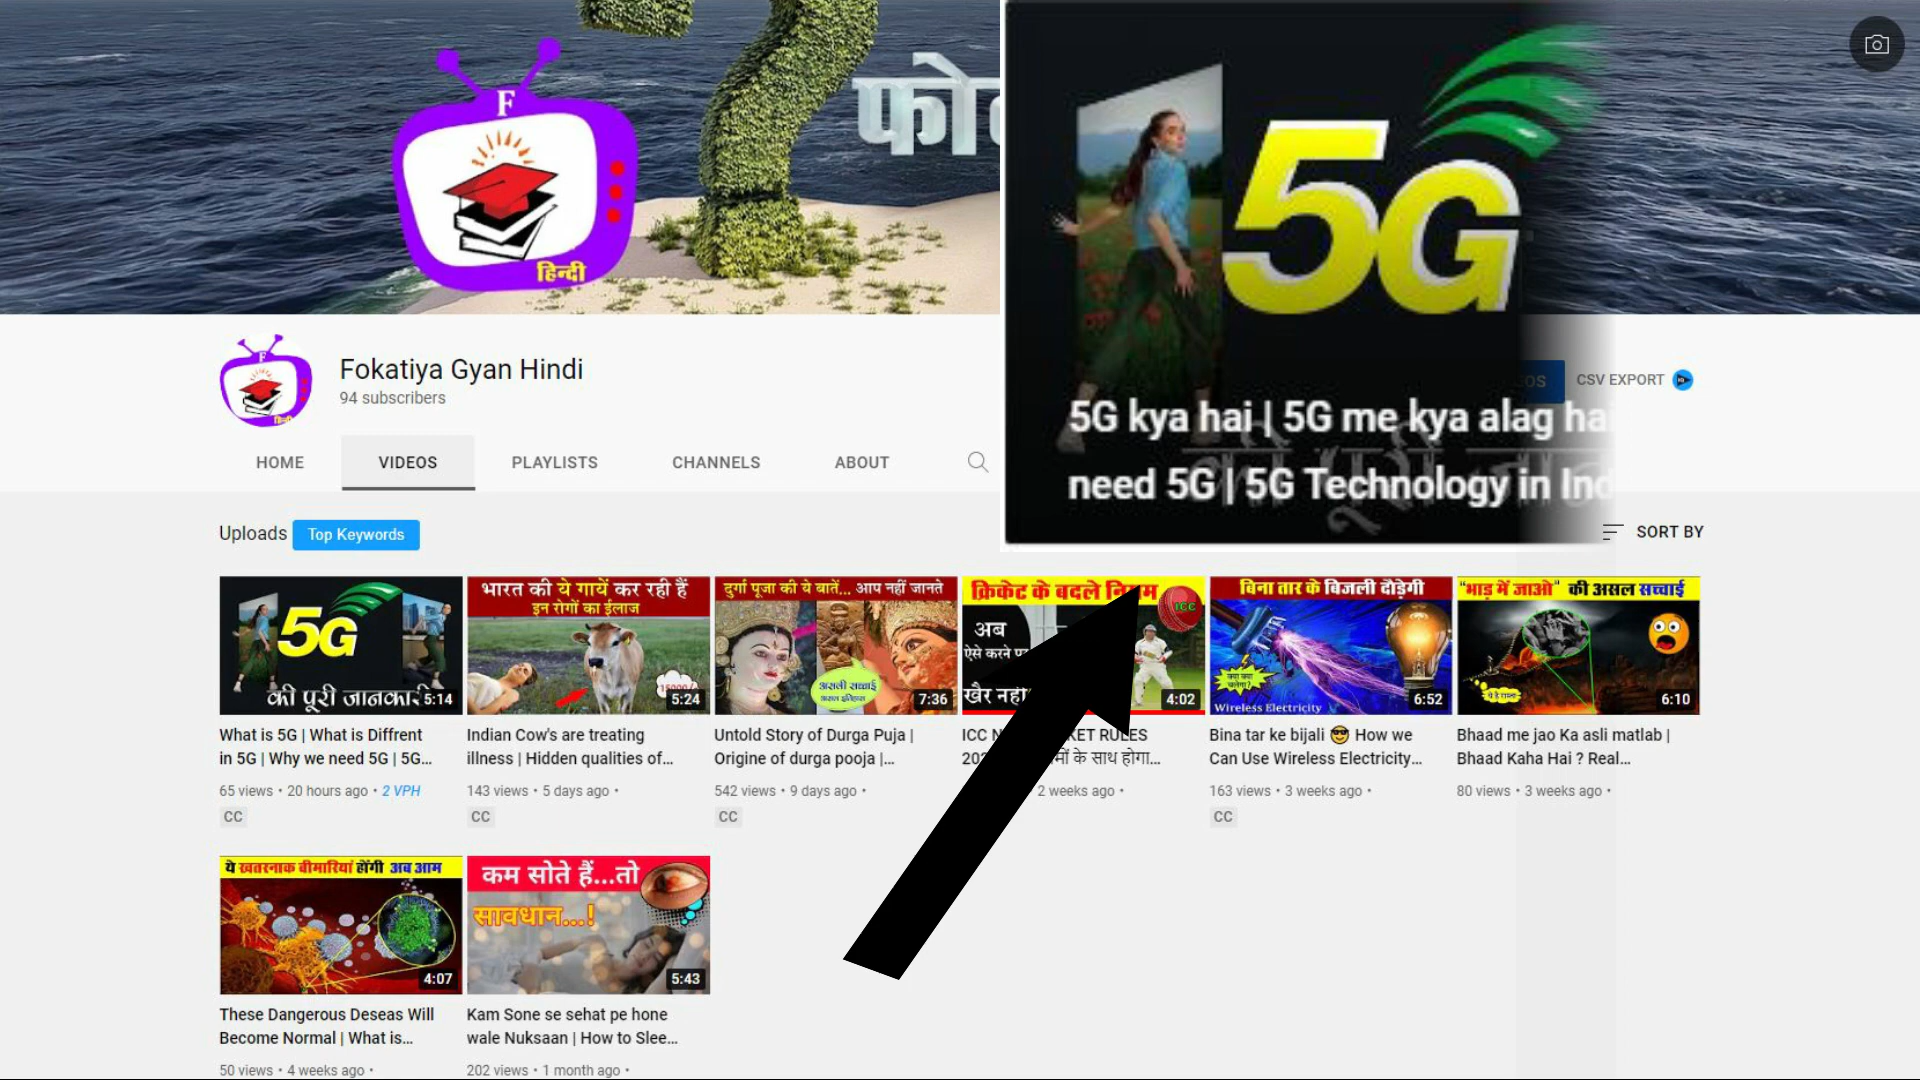 F
हिन्दी
5G
5G kya hai | 5G me kya alag hai
need 5G | 5G Technology in Ind
Fokatiya Gyan Hindi
94 subscribers
CSV EXPORT
HOME
VIDEOS
PLAYLISTS
CHANNELS
ABOUT
Uploads
Top Keywords
SORT BY
5G
की पूरी जानकारी
5:14
भारत की ये गायें कर रही हैं
इन रोगों का ईलाज
5:24
दुर्गा पूजा की ये बातें... आप नहीं जानते
असली सच्चाई
7:36
क्रिकेट के बदले नियम
ICC
अब
ऐसे करने पर
खैर नहीं
4:02
बिना तार के बिजली दौड़ेगी
Wireless Electricity
6:52
"भाड़ में जाओ" की असल सच्चाई
6:10
What is 5G | What is Diffrent
in 5G | Why we need 5G | 5G...
65 views • 20 hours ago • 2 VPH
CC
Indian Cow's are treating
illness | Hidden qualities of...
143 views • 5 days ago •
CC
Untold Story of Durga Puja |
Origine of durga pooja |...
542 views • 9 days ago •
CC
ICC
RULES
के साथ होगा...
2 weeks ago •
Bina tar ke bijali 😎 How we
Can Use Wireless Electricity...
163 views • 3 weeks ago •
CC
Bhaad me jao Ka asli matlab |
Bhaad Kaha Hai ? Real...
80 views • 3 weeks ago •
ये खतरनाक बीमारियां होंगी अब आम
4:07
कम सोते हैं...तो
सावधान...!
5:43
These Dangerous Deseas Will
Become Normal | What is...
50 views • 4 weeks ago •
Kam Sone se sehat pe hone
wale Nuksaan | How to Slee...
202 views • 1 month ago •